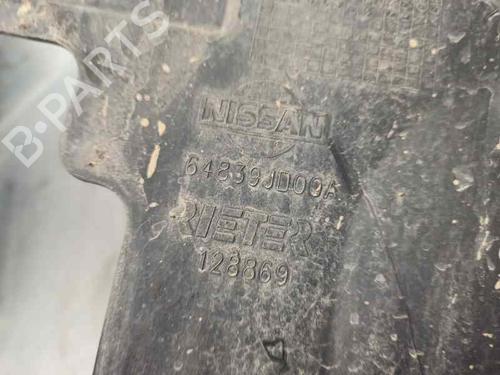 B-PARTS
NISSAN
64839JD00A
RIETER
128869